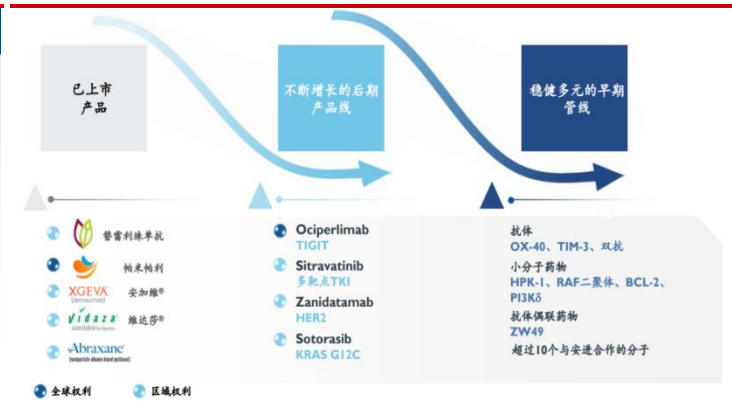 已上市
产品
不断增长的后期
产品线
稳健多元的早期
管线
替雷利珠单抗
帕米帕利
XGEVA
(denosumab)
安加维®
Vidaza
维达莎®
Abraxane®
Ociperlimab
TIGIT
Sitravatinib
多靶点TKI
Zanidatamab
HER2
Sotorasib
KRAS G12C
抗体
OX-40、TIM-3、双抗
小分子药物
HPK-1、RAF二聚体、BCL-2、
PI3Kδ
抗体偶联药物
ZW49
超过10个与安进合作的分子
全球权利
区域权利